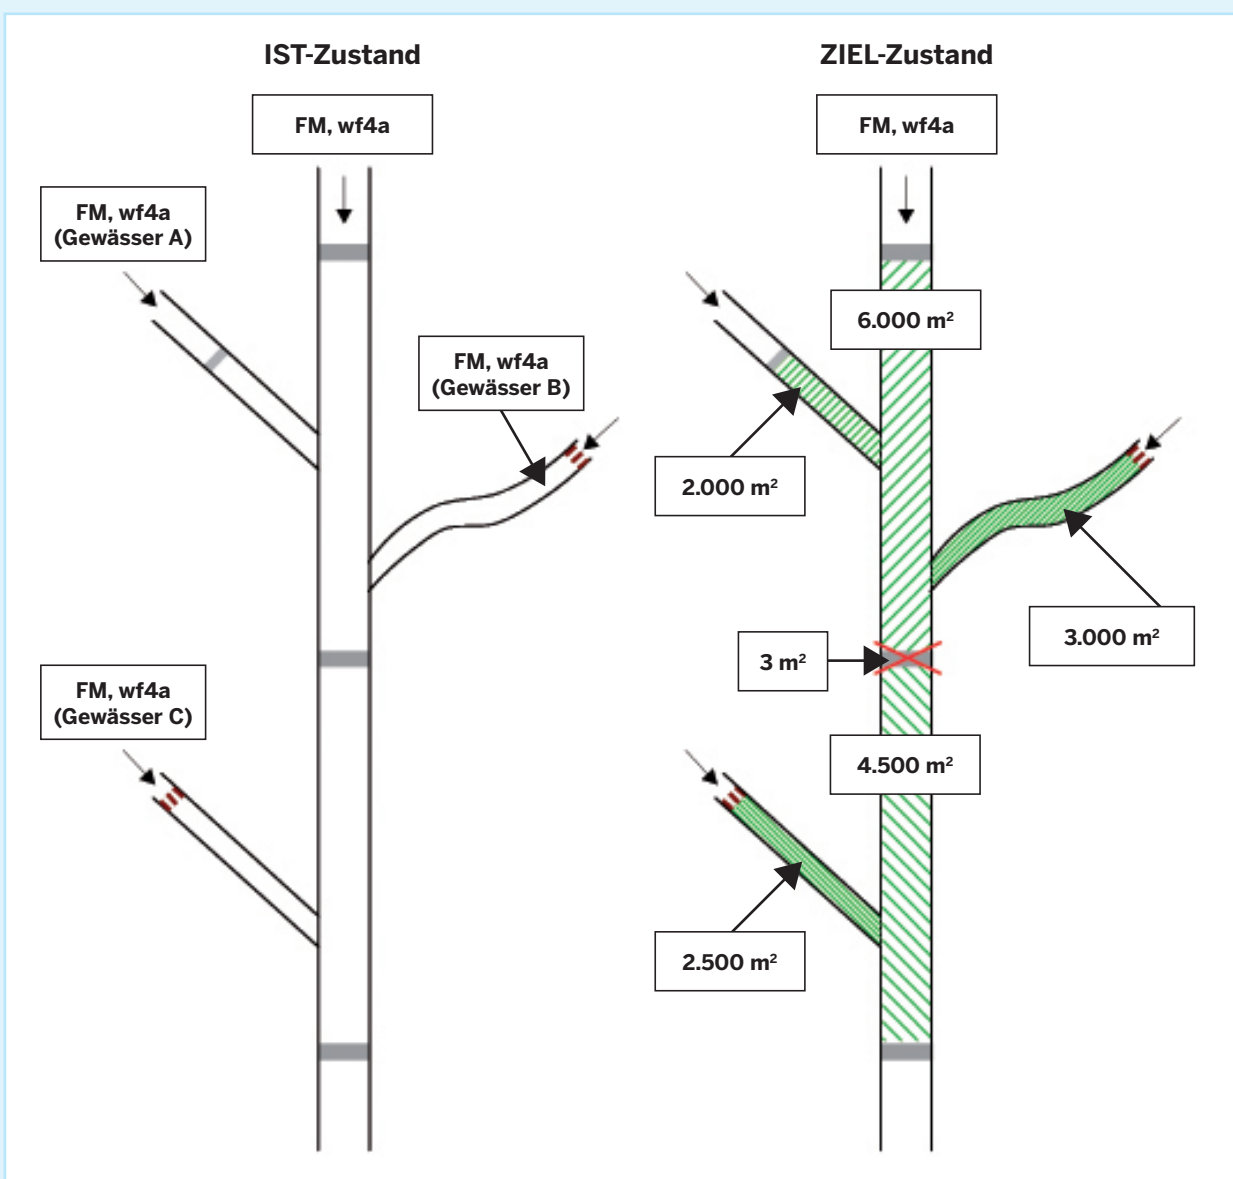 IST-Zustand
FM, wf4a
FM, wf4a
(Gewässer A)
FM, wf4a
(Gewässer B)
FM, wf4a
(Gewässer C)
ZIEL-Zustand
FM, wf4a
6.000 m²
2.000 m²
3.000 m²
3 m²
4.500 m²
2.500 m²